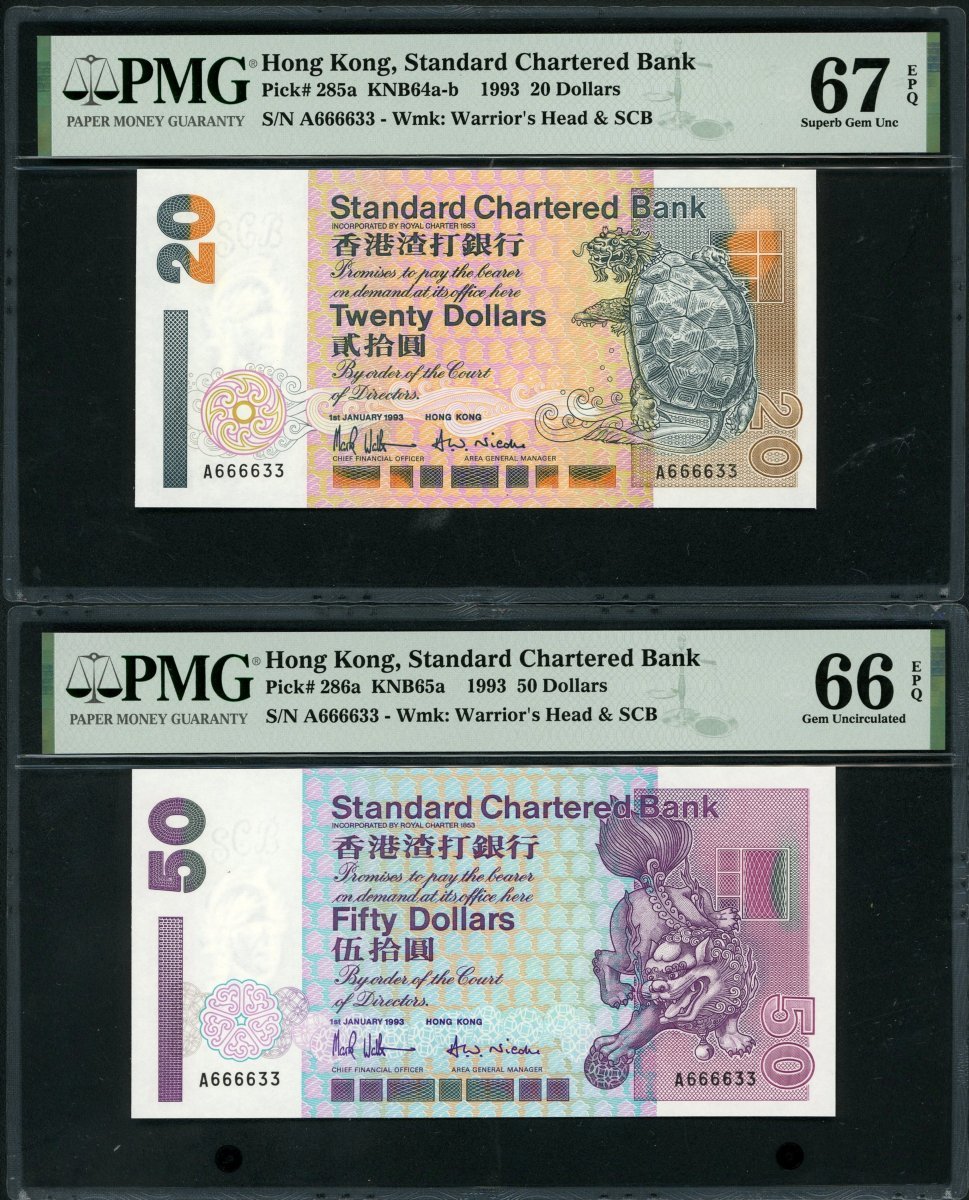 PMG®
PAPER MONEY GUARANTY
Hong Kong, Standard Chartered Bank
Pick# 285a KNB64a-b 1993 20 Dollars
S/N A666633 - Wmk: Warrior's Head & SCB
67 EPQ
Superb Gem Unc
20
SCB
Standard Chartered Bank
INCORPORATED BY ROYAL CHARTER 1853
香港渣打銀行
Promises to pay the bearer
on demand at its office here
Twenty Dollars
貳拾圓
By order of the Court
of Directors.
1st JANUARY 1993 HONG KONG
CHIEF FINANCIAL OFFICER AREA GENERAL MANAGER
A666633
A666633
20
PMG®
PAPER MONEY GUARANTY
Hong Kong, Standard Chartered Bank
Pick# 286a KNB65a 1993 50 Dollars
S/N A666633 - Wmk: Warrior's Head & SCB
66 EPQ
Gem Uncirculated
50
SCB
Standard Chartered Bank
INCORPORATED BY ROYAL CHARTER 1853
香港渣打銀行
Promises to pay the bearer
on demand at its office here
Fifty Dollars
伍拾圓
By order of the Court
of Directors.
1st JANUARY 1993 HONG KONG
CHIEF FINANCIAL OFFICER AREA GENERAL MANAGER
A666633
A666633
50